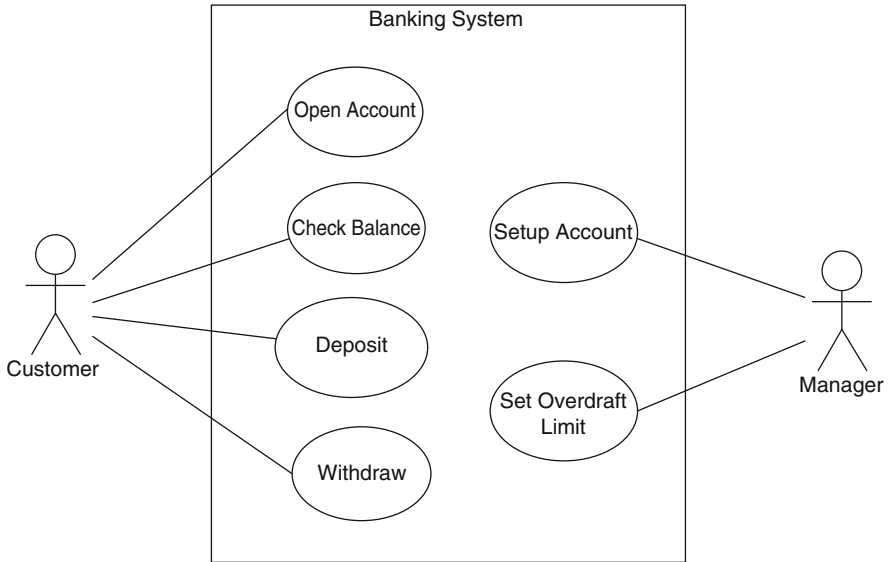 Banking System
Open Account
Check Balance
Setup Account
Deposit
Customer
Manager
Set Overdraft
Limit
Withdraw